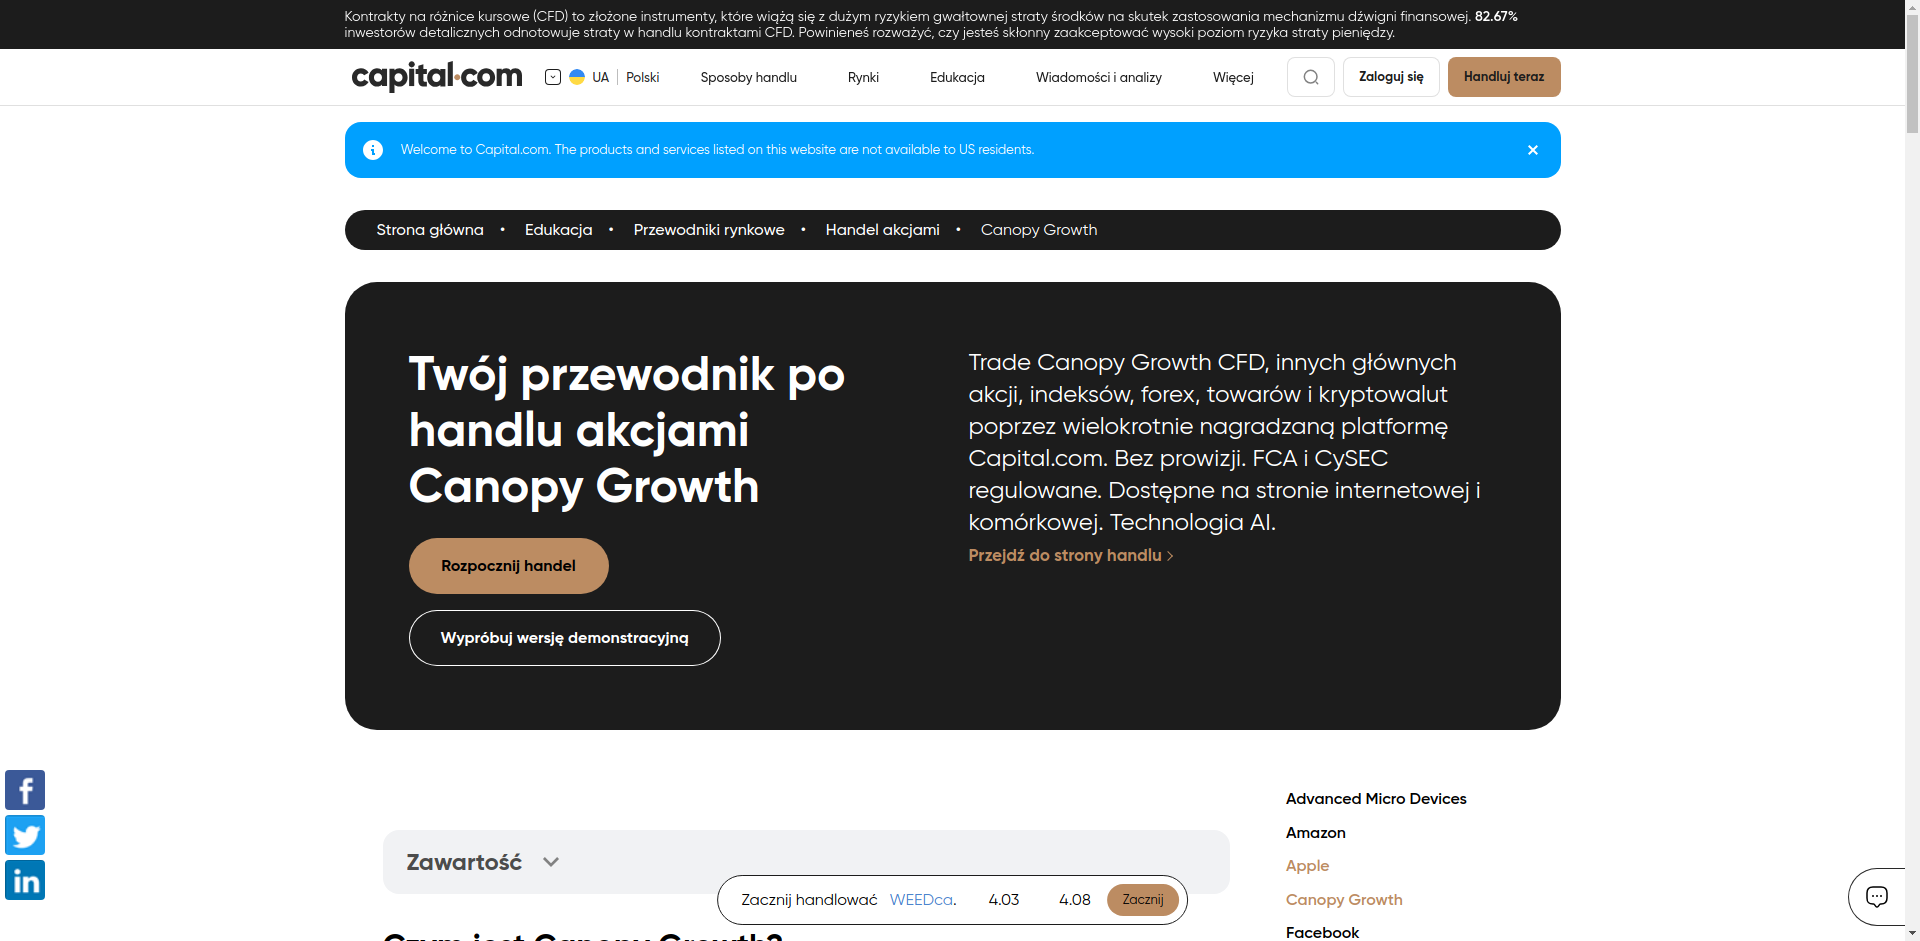 Kontrakty na różnice kursowe (CFD) to złożone instrumenty, które wiążą się z dużym ryzykiem gwałtownej straty środków na skutek zastosowania mechanizmu dźwigni finansowej. 82.67%
inwestorów detalicznych odnotowuje straty w handlu kontraktami CFD. Powinieneś rozważyć, czy jesteś skłonny zaakceptować wysoki poziom ryzyka straty pieniędzy.
capital.com UA Polski Sposoby handlu Rynki Edukacja Wiadomości i analizy Więcej Zaloguj się Handluj teraz
Welcome to Capital.com. The products and services listed on this website are not available to US residents.
Strona główna • Edukacja • Przewodniki rynkowe • Handel akcjami • Canopy Growth
Twój przewodnik po
handlu akcjami
Canopy Growth
Rozpocznij handel
Wypróbuj wersję demonstracyjną
Trade Canopy Growth CFD, innych głównych
akcji, indeksów, forex, towarów i kryptowalut
poprzez wielokrotnie nagradzaną platformę
Capital.com. Bez prowizji. FCA i CySEC
regulowane. Dostępne na stronie internetowej i
komórkowej. Technologia AI.
Przejdź do strony handlu
Zawartość
Czym jest Canopy Growth?
Advanced Micro Devices
Amazon
Apple
Canopy Growth
Facebook
Zacznij handlować WEEDca. 4.03 4.08 Zacznij